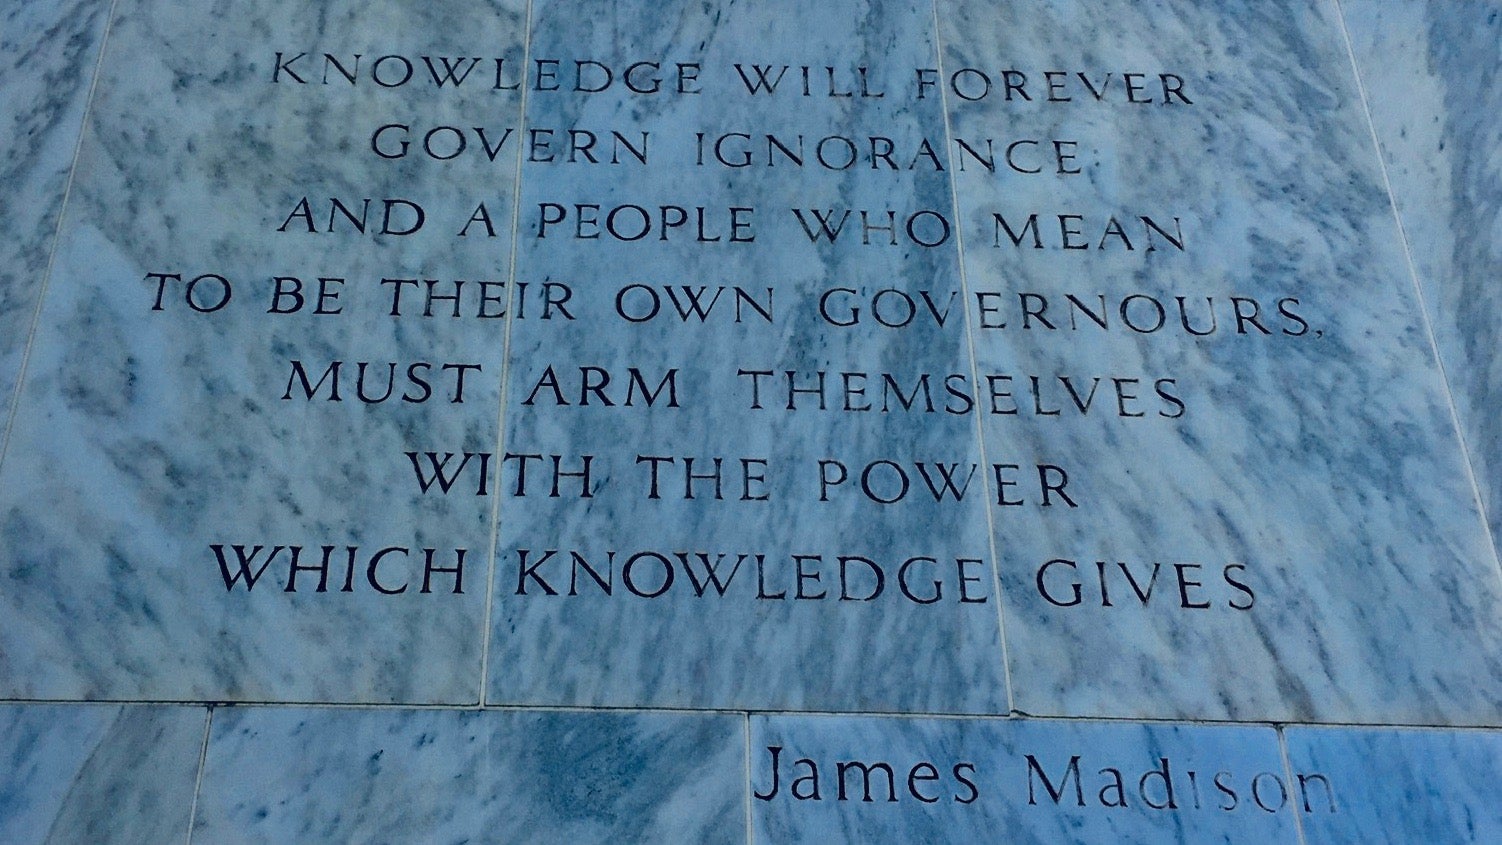 KNOWLEDGE WILL FOREVER
GOVERN IGNORANCE:
AND A PEOPLE WHO MEAN
TO BE THEIR OWN GOVERNOURS,
MUST ARM THEMSELVES
WITH THE POWER
WHICH KNOWLEDGE GIVES
James Madison